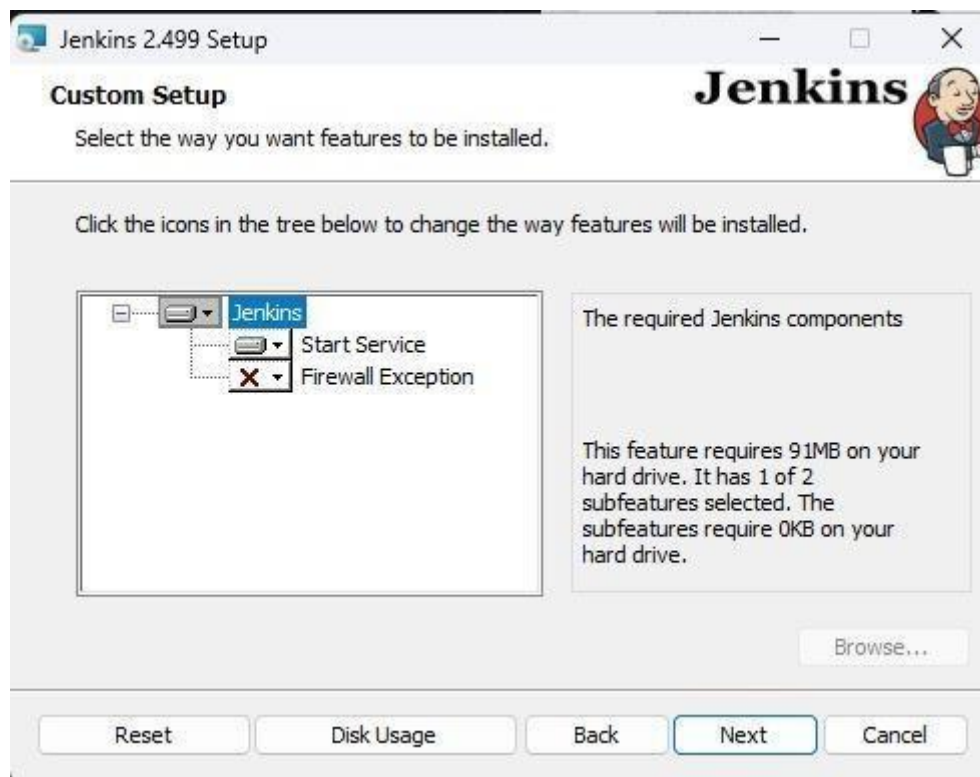 Jenkins 2.499 Setup
Custom Setup
Jenkins
Select the way you want features to be installed.
Click the icons in the tree below to change the way features will be installed.
Jenkins
Start Service
Firewall Exception
The required Jenkins components
This feature requires 91MB on your
hard drive. It has 1 of 2
subfeatures selected. The
subfeatures require 0KB on your
hard drive.
Browse...
Reset
Disk Usage
Back
Next
Cancel